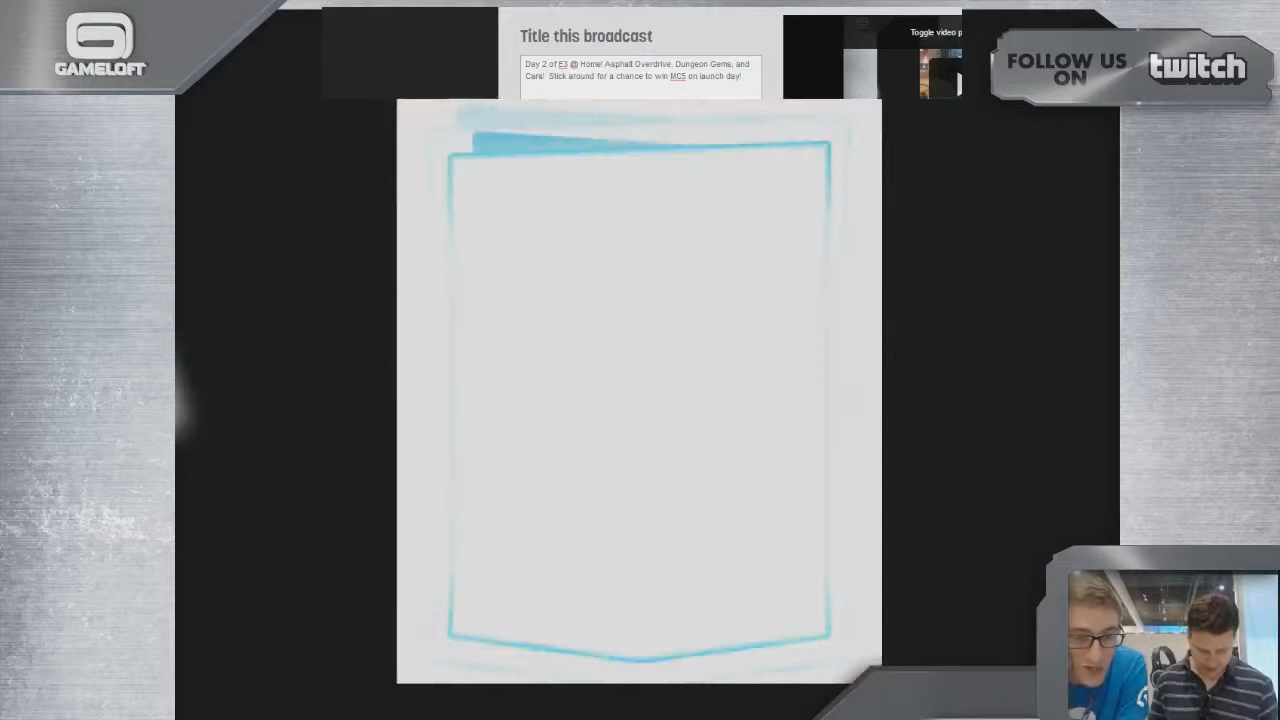 GAMELOFT
Title this broadcast
Day 2 of E3 @ Home! Asphalt Overdrive, Dungeon Gems, and
Cars! Stick around for a chance to win MC5 on launch day!
Toggle video p
FOLLOW US
ON
twitch